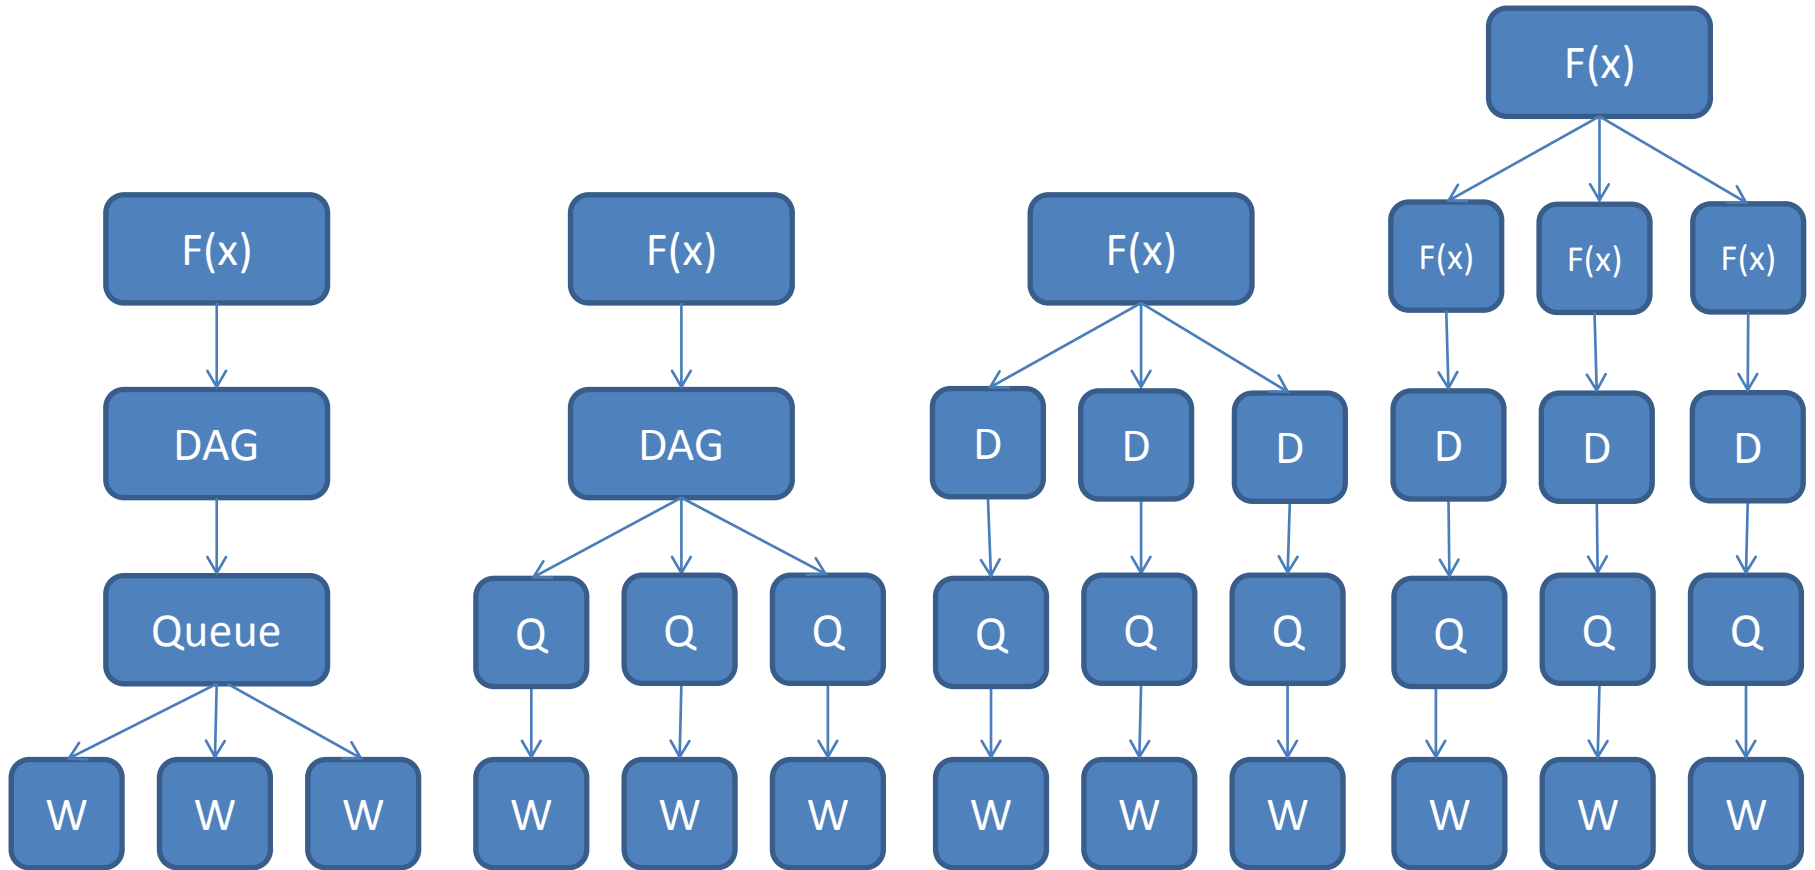 F(x)
F(x) F(x) F(x) F(x) F(x) F(x)
DAG DAG D D D D D D
Queue Q Q Q Q Q Q Q Q Q
W W W W W W W W W W W W